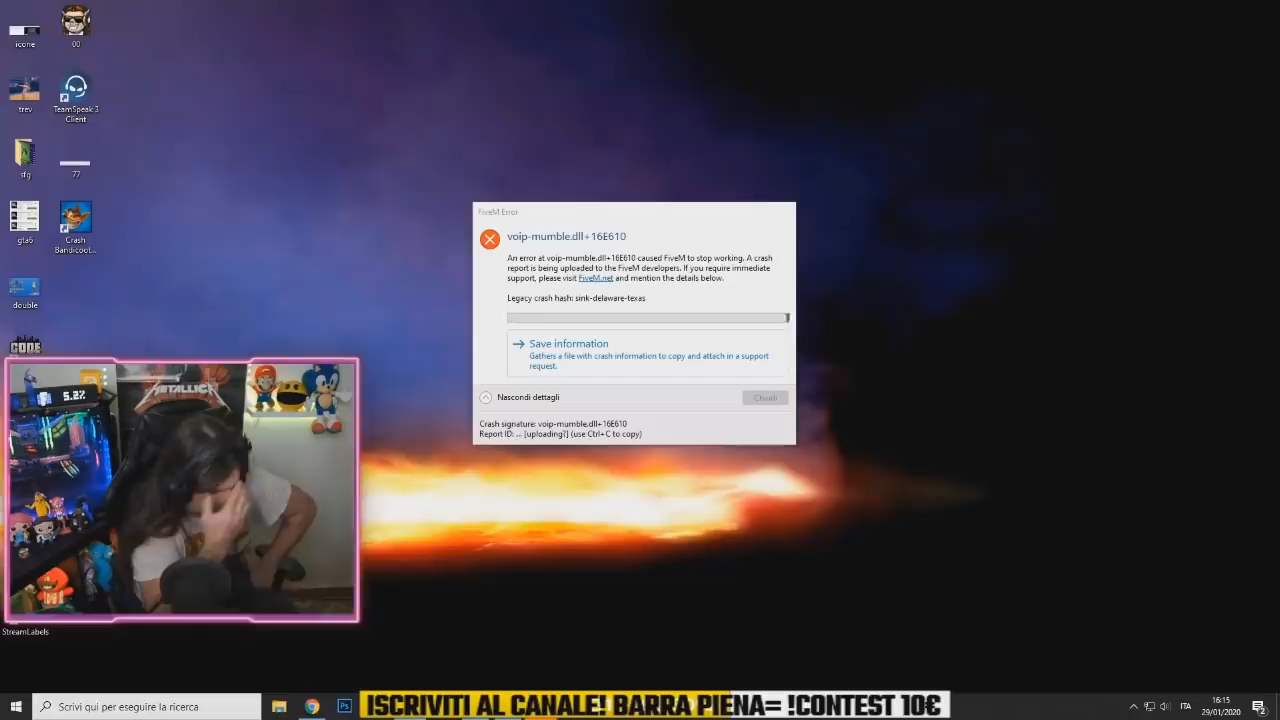 icone
00
trev
TeamSpeak 3
Client
sfg
77
gta6
Crash
Bandicoot...
double
CODE
FiveM Error
voip-mumble.dll+16E610
An error at voip-mumble.dll+16E610 caused FiveM to stop working. A crash
report is being uploaded to the FiveM developers. If you require immediate
support, please visit FiveM.net and mention the details below.
Legacy crash hash: sink-delaware-texas
Save information
Gathers a file with crash information to copy and attach in a support
request.
Nascondi dettagli
Chiudi
Crash signature: voip-mumble.dll+16E610
Report ID: ... [uploading?] (use Ctrl+C to copy)
5.2%
METALLICA
StreamLabels
Scrivi qui per eseguire la ricerca
Ps
ISCRIVITI AL CANALE! BARRA PIENA= !CONTEST 10€
ITA
16:15
29/01/2020